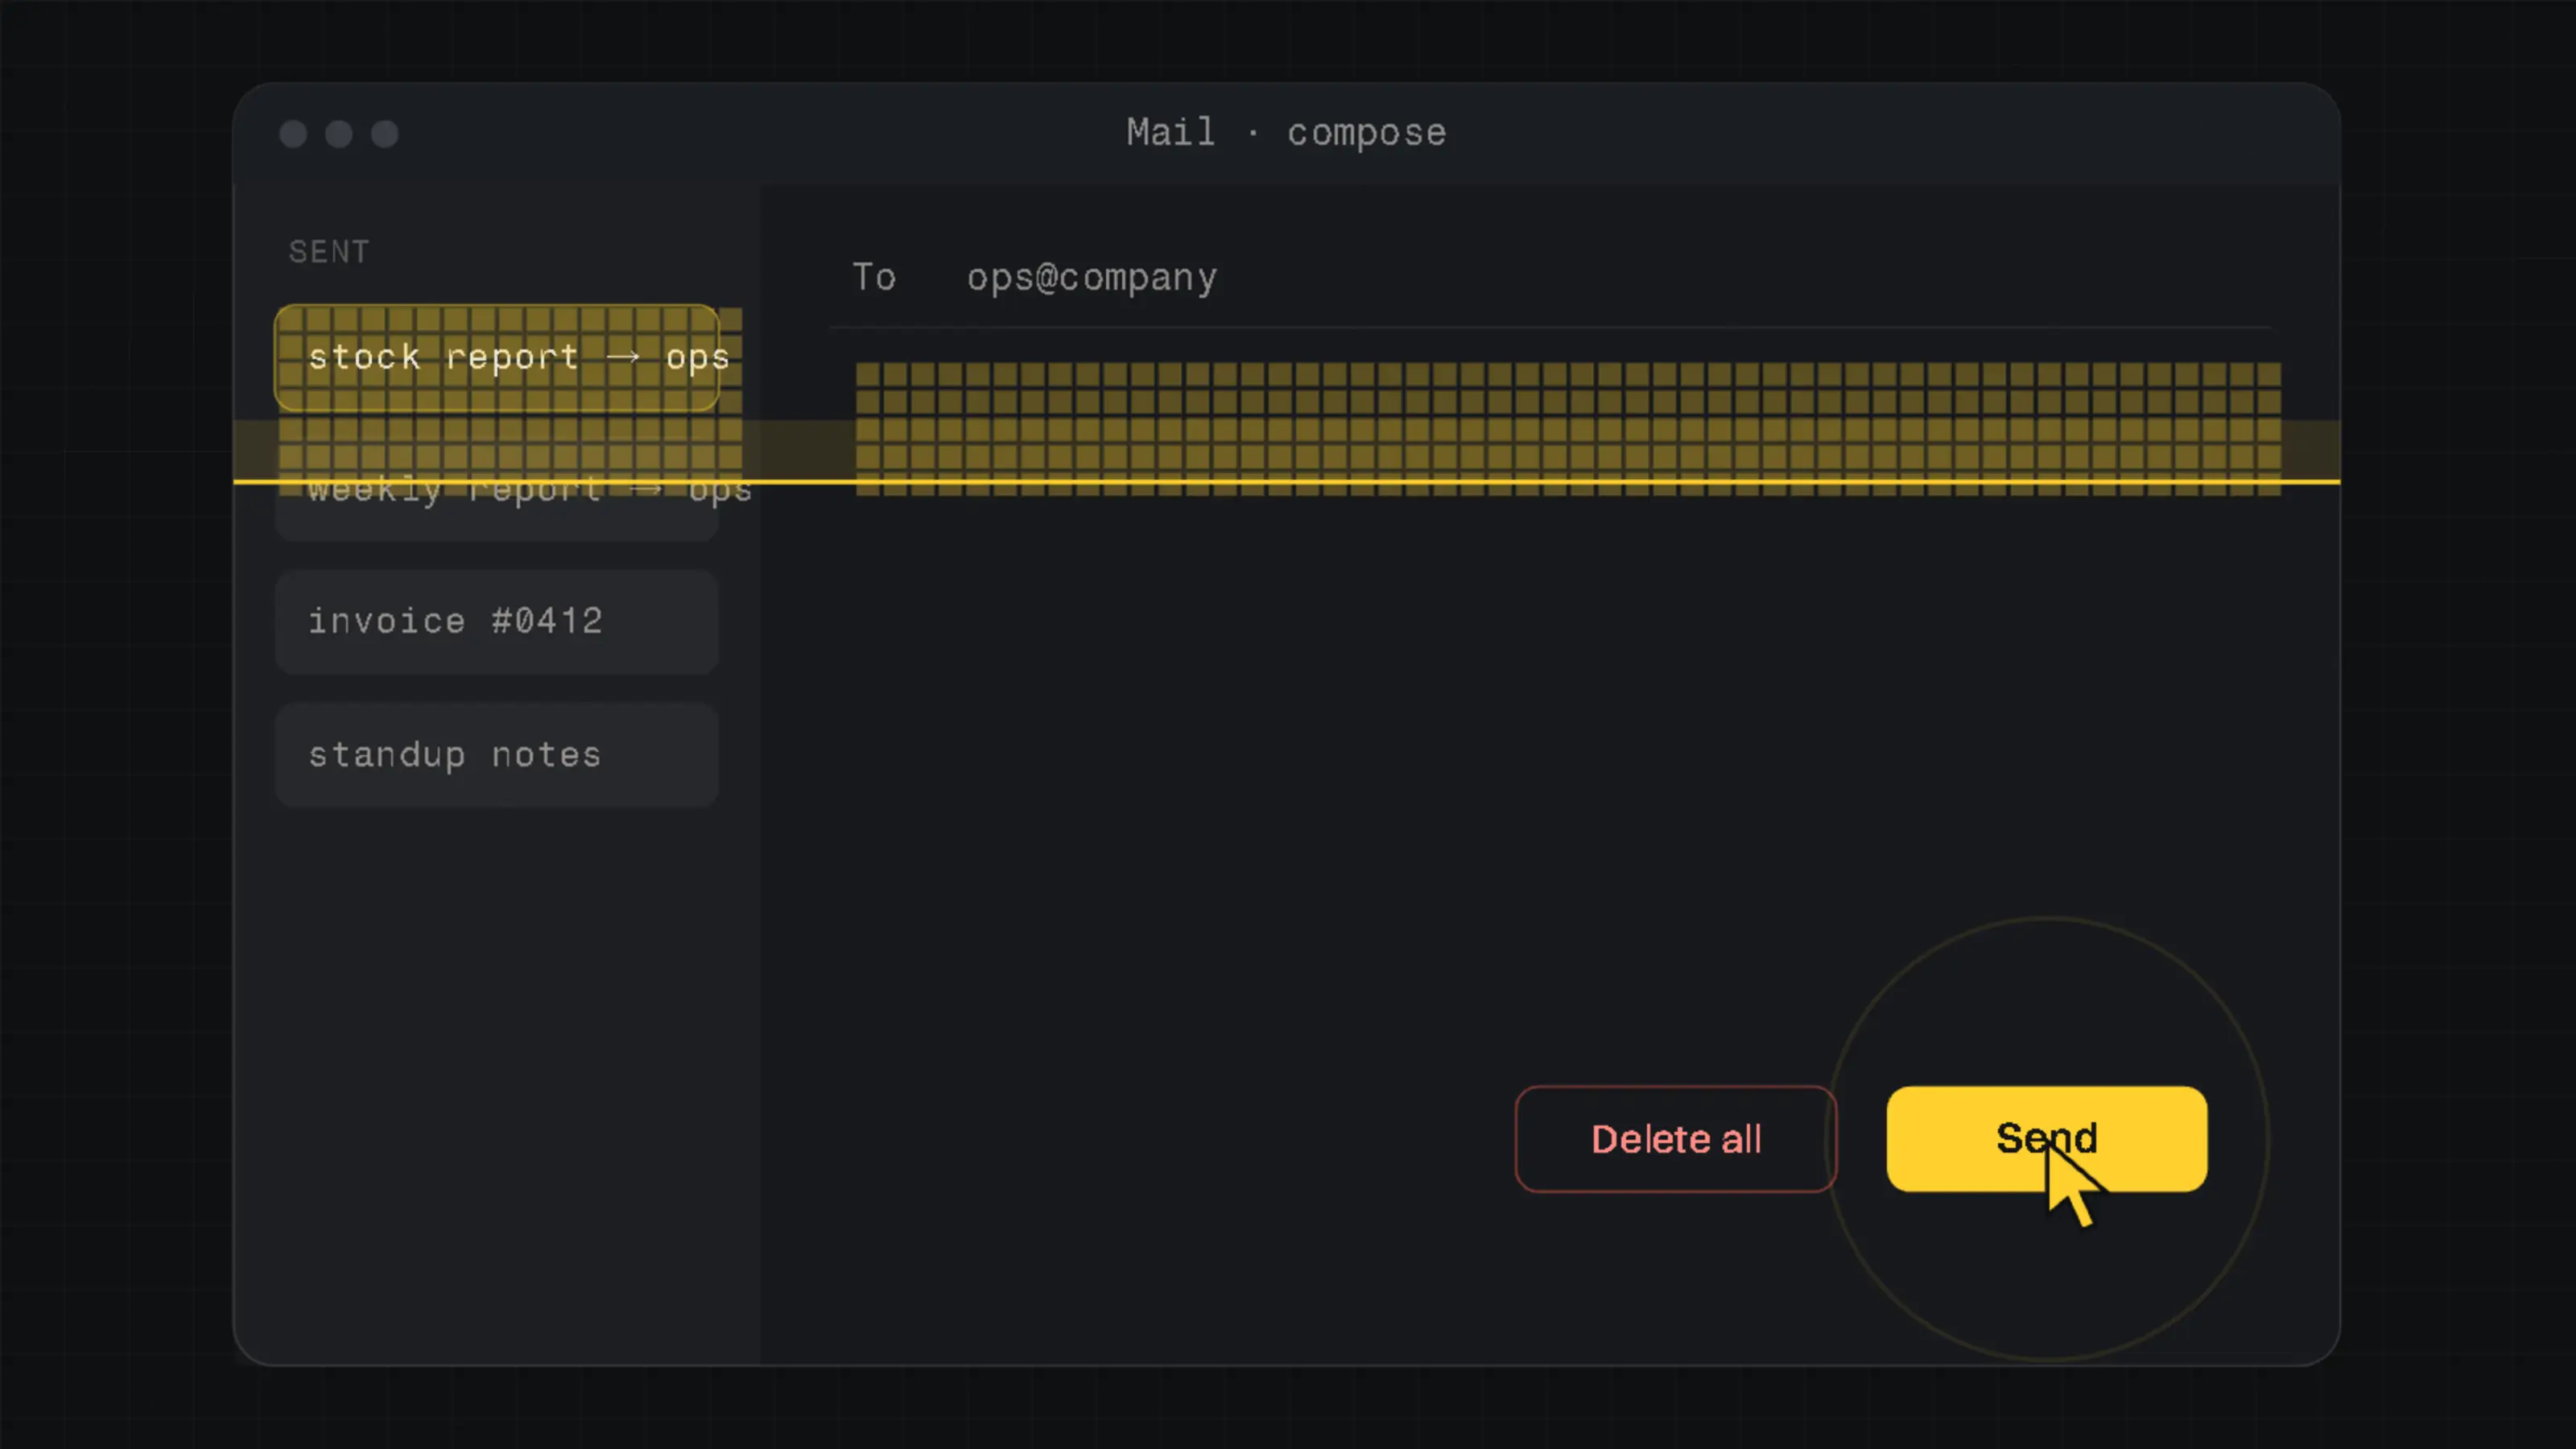 Mail · compose
SENT
stock report → ops
weekly report → ops
invoice #0412
standup notes
To ops@company
Delete all
Send